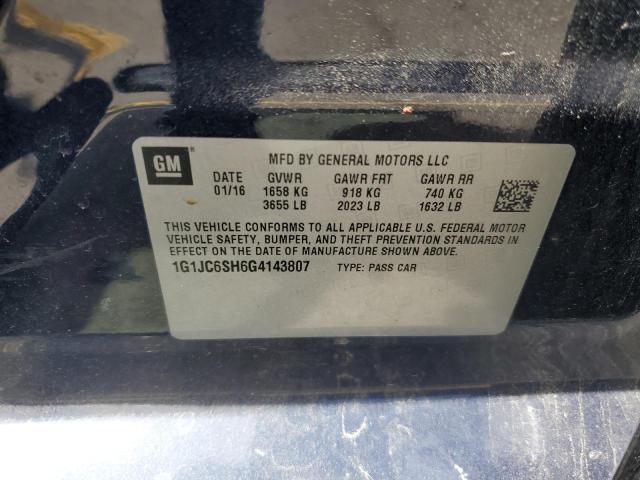 GM
MFD BY GENERAL MOTORS LLC
DATE GVWR GAWR FRT GAWR RR
01/16 1658 KG 918 KG 740 KG
3655 LB 2023 LB 1632 LB
THIS VEHICLE CONFORMS TO ALL APPLICABLE U.S. FEDERAL MOTOR
VEHICLE SAFETY, BUMPER, AND THEFT PREVENTION STANDARDS IN
EFFECT ON THE DATE OF MANUFACTURE SHOWN ABOVE.
1G1JC6SH6G4143807 TYPE: PASS CAR